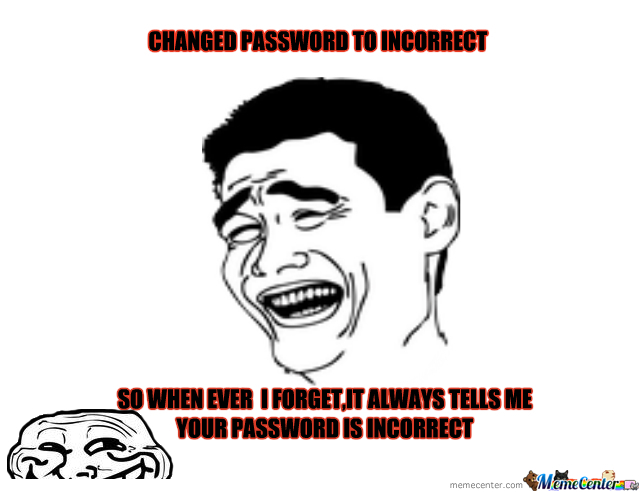 CHANGED PASSWORD TO INCORRECT
SO WHEN EVER I FORGET,IT ALWAYS TELLS ME
YOUR PASSWORD IS INCORRECT
memecenter.com MemeCenter